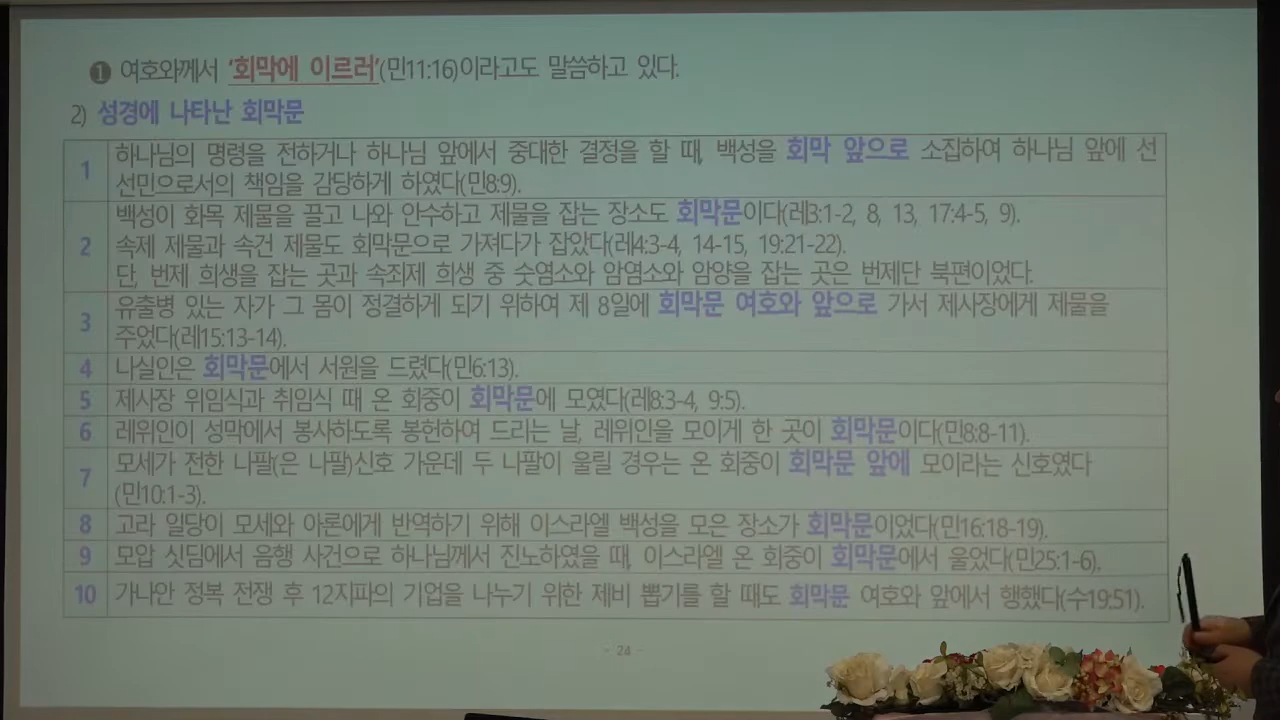 ❶ 여호와께서 '회막에 이르러'(민11:16)이라고도 말씀하고 있다.
2) 성경에 나타난 회막문
1 하나님의 명령을 전하거나 하나님 앞에서 중대한 결정을 할 때, 백성을 회막 앞으로 소집하여 하나님 앞에 선
선민으로서의 책임을 감당하게 하였다(민8:9).
2 백성이 화목 제물을 끌고 나와 안수하고 제물을 잡는 장소도 회막문이다(레3:1-2, 8, 13, 17:4-5, 9).
속제 제물과 속건 제물도 회막문으로 가져다가 잡았다(레4:3-4, 14-15, 19:21-22).
단, 번제 희생을 잡는 곳과 속죄제 희생 중 숫염소와 암염소와 암양을 잡는 곳은 번제단 북편이었다.
3 유출병 있는 자가 그 몸이 정결하게 되기 위하여 제 8일에 회막문 여호와 앞으로 가서 제사장에게 제물을
주었다(레15:13-14).
4 나실인은 회막문에서 서원을 드렸다(민6:13).
5 제사장 위임식과 취임식 때 온 회중이 회막문에 모였다(레8:3-4, 9:5).
6 레위인이 성막에서 봉사하도록 봉헌하여 드리는 날, 레위인을 모이게 한 곳이 회막문이다(민8:8-11).
7 모세가 전한 나팔(은 나팔)신호 가운데 두 나팔이 울릴 경우는 온 회중이 회막문 앞에 모이라는 신호였다
(민10:1-3).
8 고라 일당이 모세와 아론에게 반역하기 위해 이스라엘 백성을 모은 장소가 회막문이었다(민16:18-19).
9 모압 싯딤에서 음행 사건으로 하나님께서 진노하였을 때, 이스라엘 온 회중이 회막문에서 울었다(민25:1-6).
10 가나안 정복 전쟁 후 12지파의 기업을 나누기 위한 제비 뽑기를 할 때도 회막문 여호와 앞에서 행했다(수19:51).
- 24 -